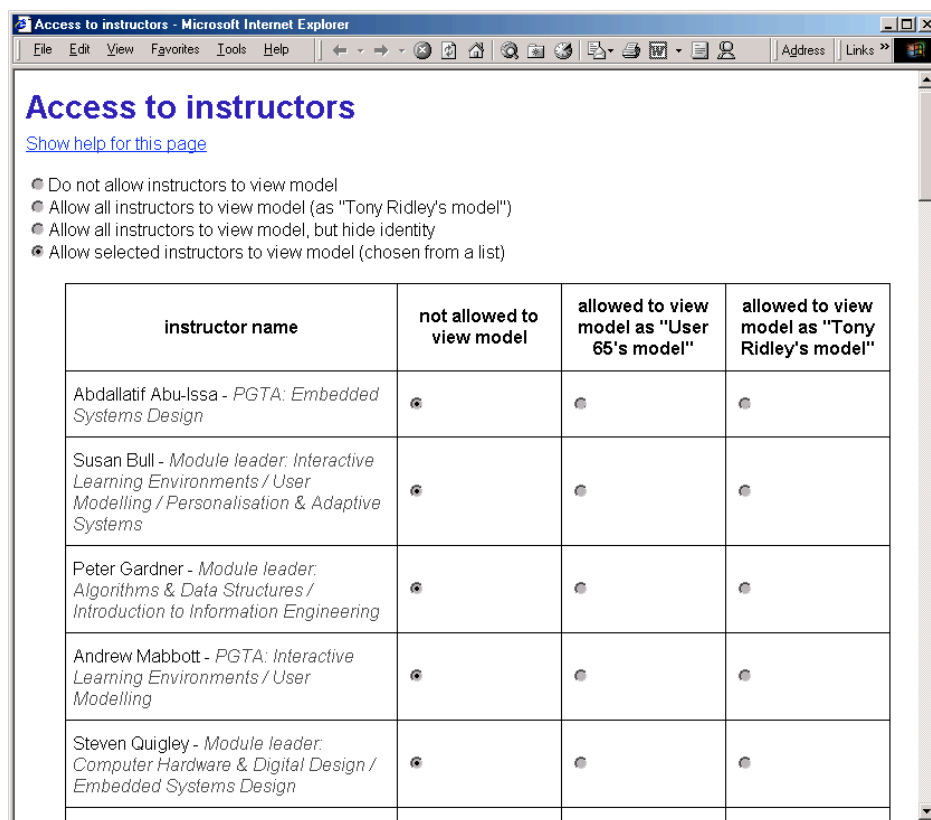 Access to instructors - Microsoft Internet Explorer
File Edit View Favorites Tools Help Address Links »
Access to instructors
Show help for this page
Do not allow instructors to view model
Allow all instructors to view model (as "Tony Ridley's model")
Allow all instructors to view model, but hide identity
Allow selected instructors to view model (chosen from a list)
instructor name
not allowed to
view model
allowed to view
model as "User
65's model"
allowed to view
model as "Tony
Ridley's model"
Abdallatif Abu-Issa - PGTA: Embedded
Systems Design
Susan Bull - Module leader: Interactive
Learning Environments / User
Modelling / Personalisation & Adaptive
Systems
Peter Gardner - Module leader:
Algorithms & Data Structures /
Introduction to Information Engineering
Andrew Mabbott - PGTA: Interactive
Learning Environments / User
Modelling
Steven Quigley - Module leader:
Computer Hardware & Digital Design /
Embedded Systems Design